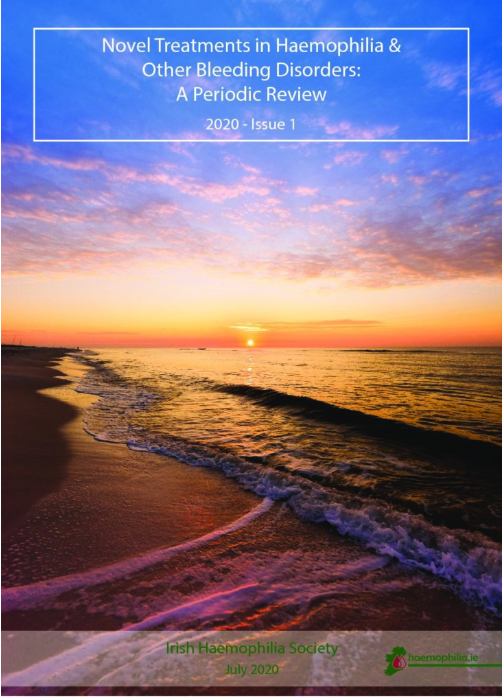 Novel Treatments in Haemophilia &
Other Bleeding Disorders:
A Periodic Review
2020 - Issue 1
Irish Haemophilia Society
July 2020
haemophilia.ie